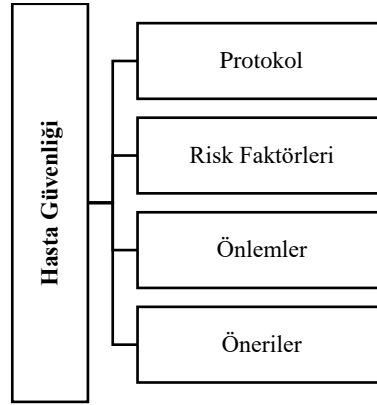 Hasta Güvenliği
Protokol
Risk Faktörleri
Önlemler
Öneriler